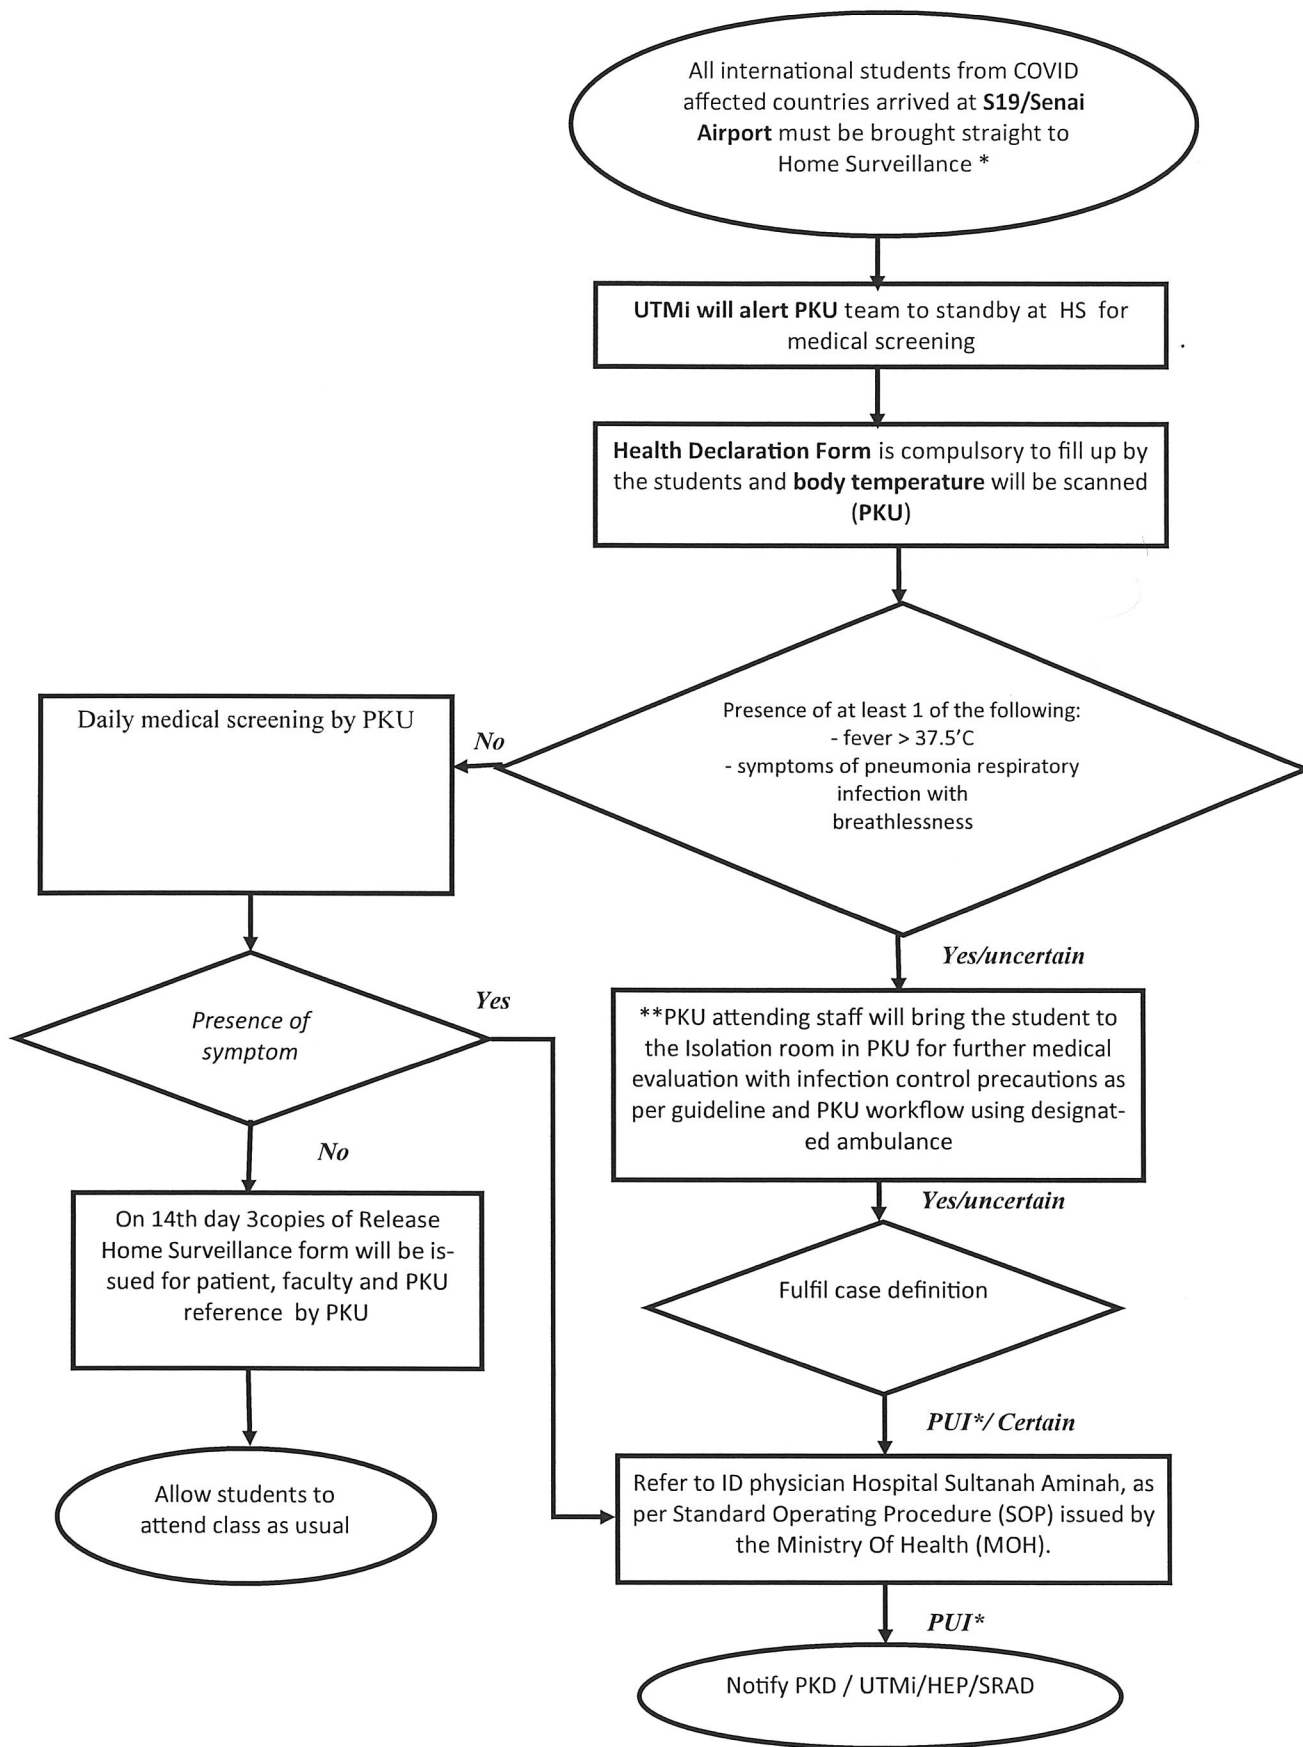 All international students from COVID
affected countries arrived at S19/Senai
Airport must be brought straight to
Home Surveillance *
UTMi will alert PKU team to standby at HS for
medical screening
Health Declaration Form is compulsory to fill up by
the students and body temperature will be scanned
(PKU)
Presence of at least 1 of the following:
- fever > 37.5'C
- symptoms of pneumonia respiratory
infection with
breathlessness
No
Daily medical screening by PKU
Yes/uncertain
Presence of
symptom
Yes
**PKU attending staff will bring the student to
the Isolation room in PKU for further medical
evaluation with infection control precautions as
per guideline and PKU workflow using designat-
ed ambulance
No
Yes/uncertain
On 14th day 3copies of Release
Home Surveillance form will be is-
sued for patient, faculty and PKU
reference by PKU
Fulfil case definition
PUI*/ Certain
Allow students to
attend class as usual
Refer to ID physician Hospital Sultanah Aminah, as
per Standard Operating Procedure (SOP) issued by
the Ministry Of Health (MOH).
PUI*
Notify PKD / UTMi/HEP/SRAD